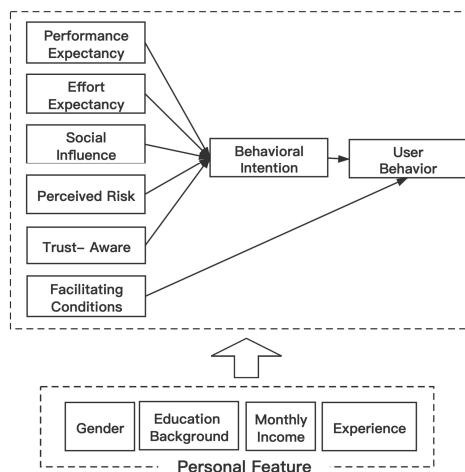 Performance
Expectancy
Effort
Expectancy
Social
Influence
Perceived Risk
Trust- Aware
Facilitating
Conditions
Behavioral
Intention
User
Behavior
Gender
Education
Background
Monthly
Income
Experience
Personal Feature